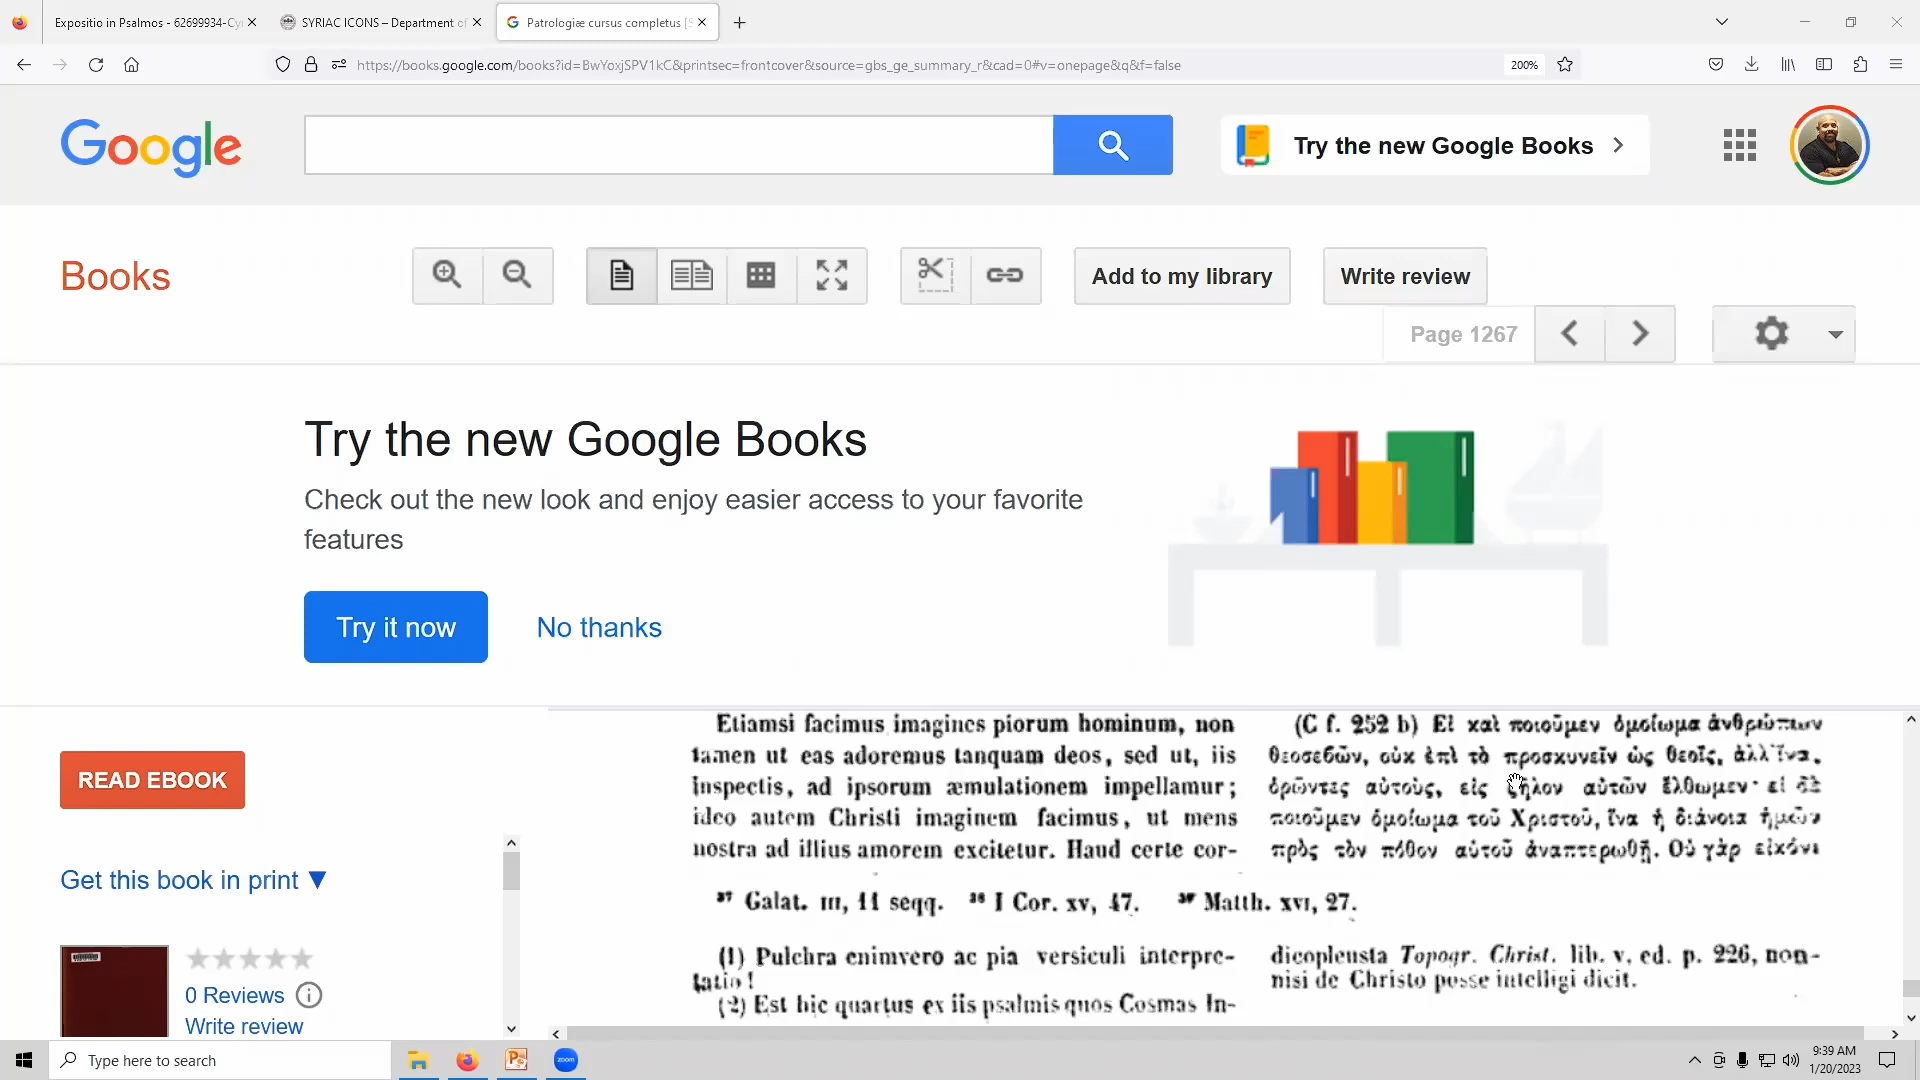 Expositio in Psalmos - 62699934-Cyr
SYRIAC ICONS – Department of
Patrologiæ cursus completus [S
https://books.google.com/books?id=BwYoxjSPV1kC&printsec=frontcover&source=gbs_ge_summary_r&cad=0#v=onepage&q&f=false
200%
Google
Try the new Google Books
Books
Add to my library
Write review
Page 1267
Try the new Google Books
Check out the new look and enjoy easier access to your favorite
features
Try it now
No thanks
READ EBOOK
Get this book in print ▼
0 Reviews
Write review
Etiamsi facimus imagines piorum hominum, non
tamen ut eas adoremus tanquam deos, sed ut, iis
inspectis, ad ipsorum æmulationem impellamur;
ideo autem Christi imaginem facimus, ut mens
nostra ad illius amorem excitetur. Haud certe cor-
(C f. 252 b) Εἰ καὶ ποιοῦμεν ὁμοίωμα ἀνθρώπων
θεοσεβῶν, οὐκ ἐπὶ τὸ προσκυνεῖν ὡς θεοῖς, ἀλλ' ἵνα,
ὁρῶντες αὐτοὺς, εἰς ζῆλον αὐτῶν ἔλθωμεν· εἰ δὲ
ποιοῦμεν ὁμοίωμα τοῦ Χριστοῦ, ἵνα ἡ διάνοια ἡμῶν
πρὸς τὸν πόθον αὐτοῦ ἀναπτερωθῇ. Οὐ γὰρ εἰκόνι
³⁷ Galat. III, 11 seqq. ³⁸ I Cor. XV, 47. ³⁹ Matth. XVI, 27.
(1) Pulchra enimvero ac pia versiculi interpre-
tatio!
(2) Est hic quartus ex iis psalmis quos Cosmas In-
dicopleusta Topogr. Christ. lib. v, ed. p. 226, non-
nisi de Christo posse intelligi dicit.
Type here to search
zoom
9:39 AM
1/20/2023